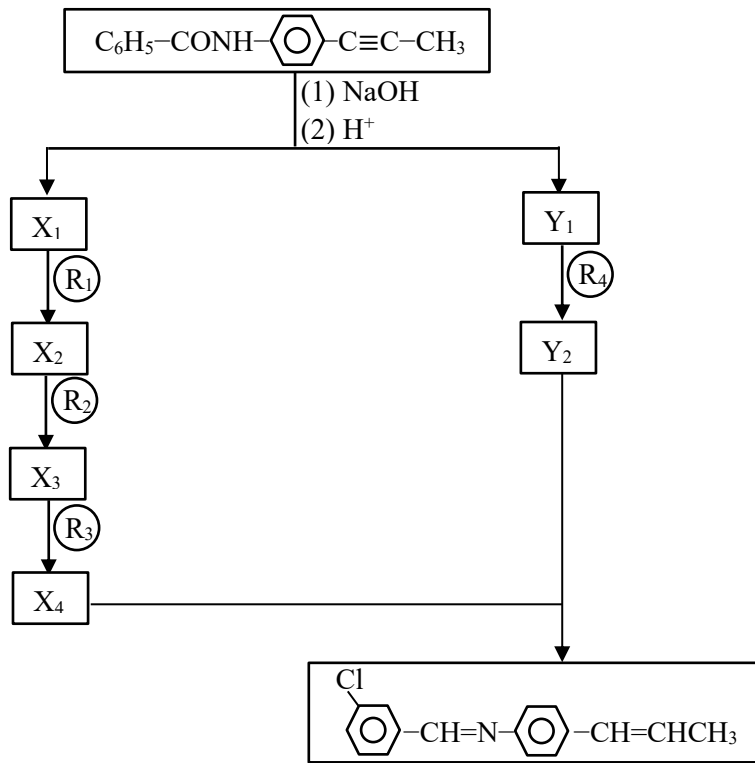 C₆H₅–CONH– –C≡C–CH₃
(1) NaOH
(2) H⁺
X₁
Y₁
R₁
R₄
X₂
Y₂
R₂
X₃
R₃
X₄
Cl
–CH=N– –CH=CHCH₃